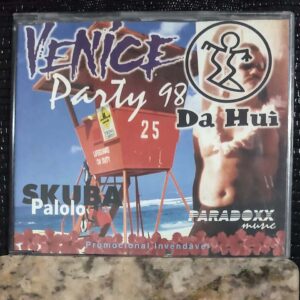 VENICE
Party 98
Da Hui
25
SKUBA
Palolo
PARADOXX
music
Promocional Invendável